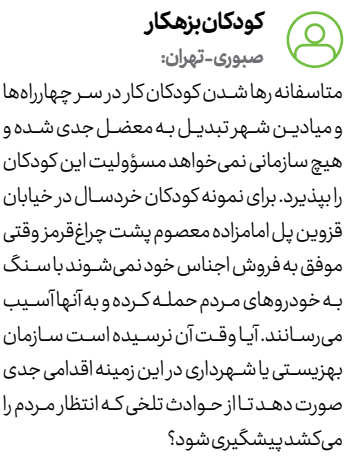 کودکان بزهکار
صبوری-تهران:
متاسفانه رها شدن کودکان کار در سر چهارراه‌ها
و میادین شهر تبدیل به معضل جدی شده و
هیچ سازمانی نمی‌خواهد مسؤولیت این کودکان
را بپذیرد. برای نمونه کودکان خردسال در خیابان
قزوین پل امامزاده معصوم پشت چراغ‌قرمز وقتی
موفق به فروش اجناس خود نمی‌شوند با سنگ
به خودروهای مردم حمله کرده و به آنها آسیب
می‌رسانند. آیا وقت آن نرسیده است سازمان
بهزیستی یا شهرداری در این زمینه اقدامی جدی
صورت دهد تا از حوادث تلخی که انتظار مردم را
می‌کشد پیشگیری شود؟